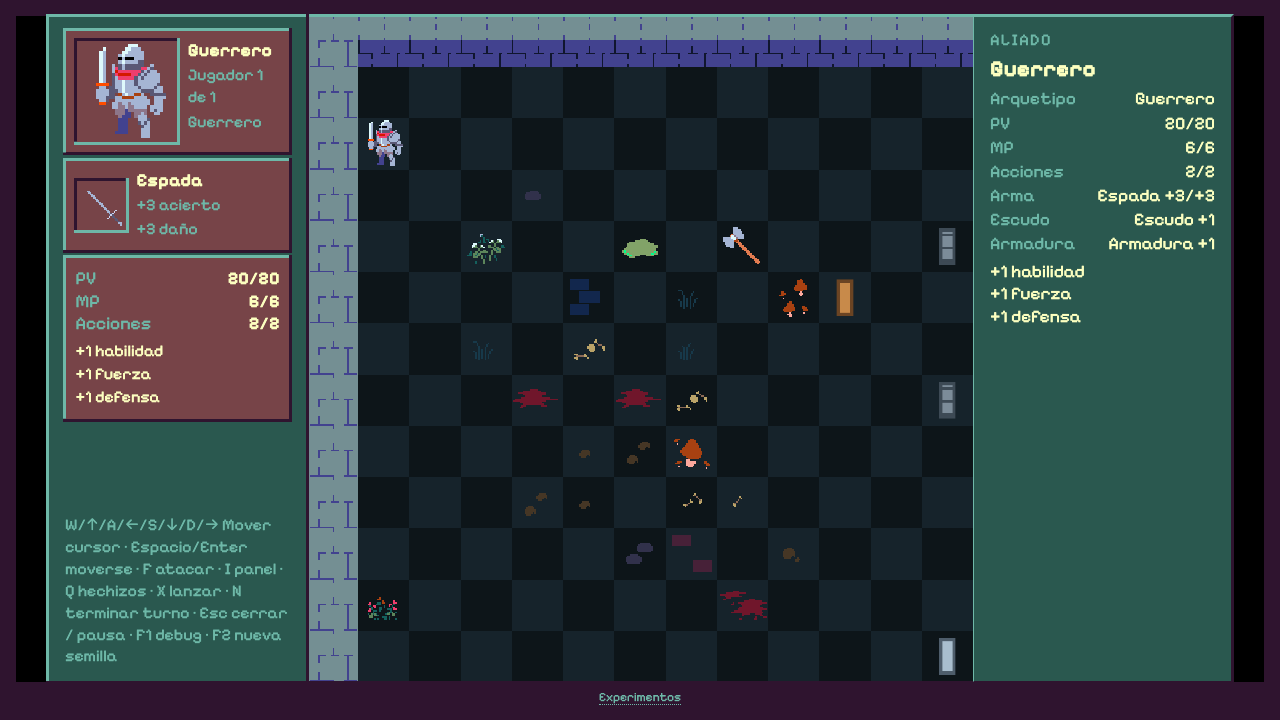 Guerrero
Jugador 1
de 1
Guerrero
Espada
+3 acierto
+3 daño
PV 20/20
MP 6/6
Acciones 2/2
+1 habilidad
+1 fuerza
+1 defensa
W/↑/A/←/S/↓/D/→ Mover
cursor · Espacio/Enter
moverse · F atacar · I panel ·
Q hechizos · X lanzar · N
terminar turno · Esc cerrar
/ pausa · F1 debug · F2 nueva
semilla
ALIADO
Guerrero
Arquetipo Guerrero
PV 20/20
MP 6/6
Acciones 2/2
Arma Espada +3/+3
Escudo Escudo +1
Armadura Armadura +1
+1 habilidad
+1 fuerza
+1 defensa
Experimentos